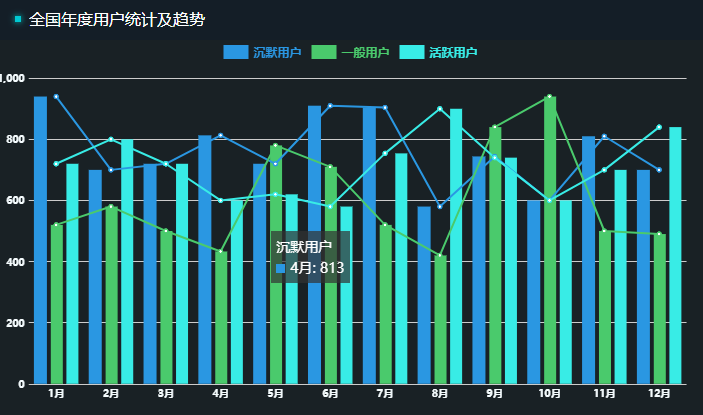 全国年度用户统计及趋势
沉默用户 一般用户 活跃用户
1,000
800
600
400
200
0
沉默用户
4月: 813
1月 2月 3月 4月 5月 6月 7月 8月 9月 10月 11月 12月